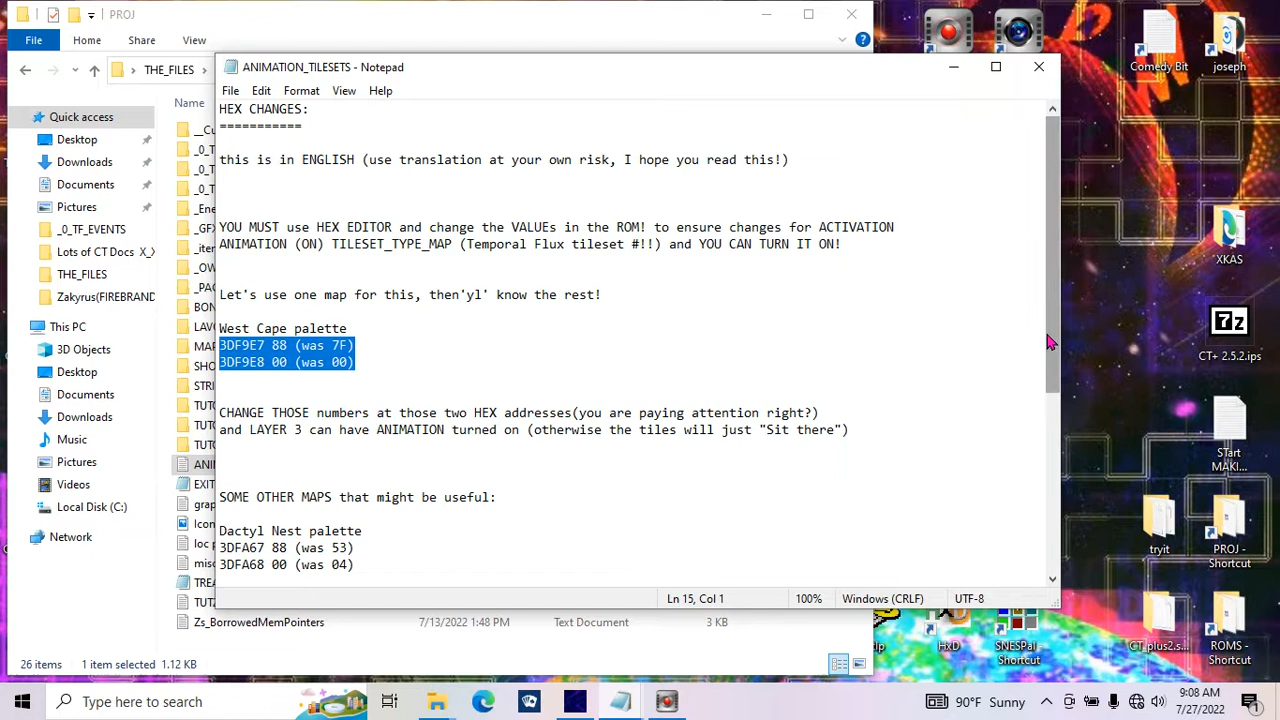 PROJ
File
Home
Share
View
THE_FILES
Name
Quick access
Desktop
Downloads
Documents
Pictures
_0_TF_EVENTS
Lots of CTDocs X_X
THE_FILES
Zakyrus(FIREBRAND
This PC
3D Objects
Desktop
Documents
Downloads
Music
Pictures
Videos
Local Disk (C:)
Network
Zs_BorrowedMemPointers
7/13/2022 1:48 PM
Text Document
3 KB
26 items
1 item selected 1.12 KB
ANIMATION_TILESETS - Notepad
File
Edit
Format
View
Help
HEX CHANGES:
===========
this is in ENGLISH (use translation at your own risk, I hope you read this!)
YOU MUST use HEX EDITOR and change the VALUEs in the ROM! to ensure changes for ACTIVATION
ANIMATION (ON) TILESET_TYPE_MAP (Temporal Flux tileset #!!) and YOU CAN TURN IT ON!
Let's use one map for this, then'yl' know the rest!
West Cape palette
3DF9E7 88 (was 7F)
3DF9E8 00 (was 00)
CHANGE THOSE numbers at those two HEX addresses(you are paying attention right?)
and LAYER 3 can have ANIMATION turned on (otherwise the tiles will just "Sit there")
SOME OTHER MAPS that might be useful:
Dactyl Nest palette
3DFA67 88 (was 53)
3DFA68 00 (was 04)
Ln 15, Col 1
100%
Windows (CRLF)
UTF-8
Comedy Bit
joseph
XKAS
7z
CT+ 2.5.2.ips
STart
MAKI...
tryit
PROJ -
Shortcut
HxD
SNESPal -
Shortcut
CT_plus2.s...
ROMS -
Shortcut
Type here to search
90°F Sunny
9:08 AM
7/27/2022
1